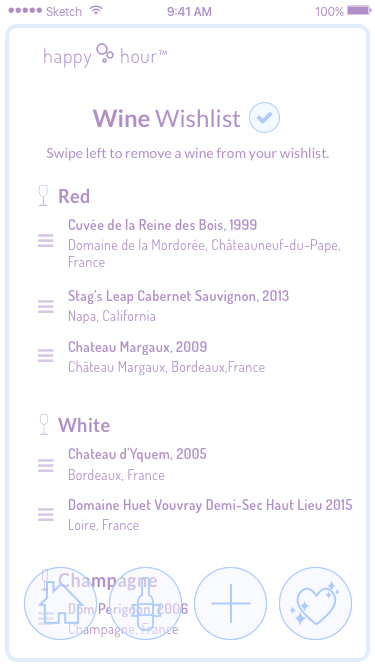 Sketch 9:41 AM 100%
happy hour™
Wine Wishlist
Swipe left to remove a wine from your wishlist.
Red
Cuvée de la Reine des Bois, 1999
Domaine de la Mordorée, Châteauneuf-du-Pape,
France
Stag's Leap Cabernet Sauvignon, 2013
Napa, California
Chateau Margaux, 2009
Château Margaux, Bordeaux,France
White
Chateau d'Yquem, 2005
Bordeaux, France
Domaine Huet Vouvray Demi-Sec Haut Lieu 2015
Loire, France
Champagne
Dom Perignon, 2006
Champagne, France